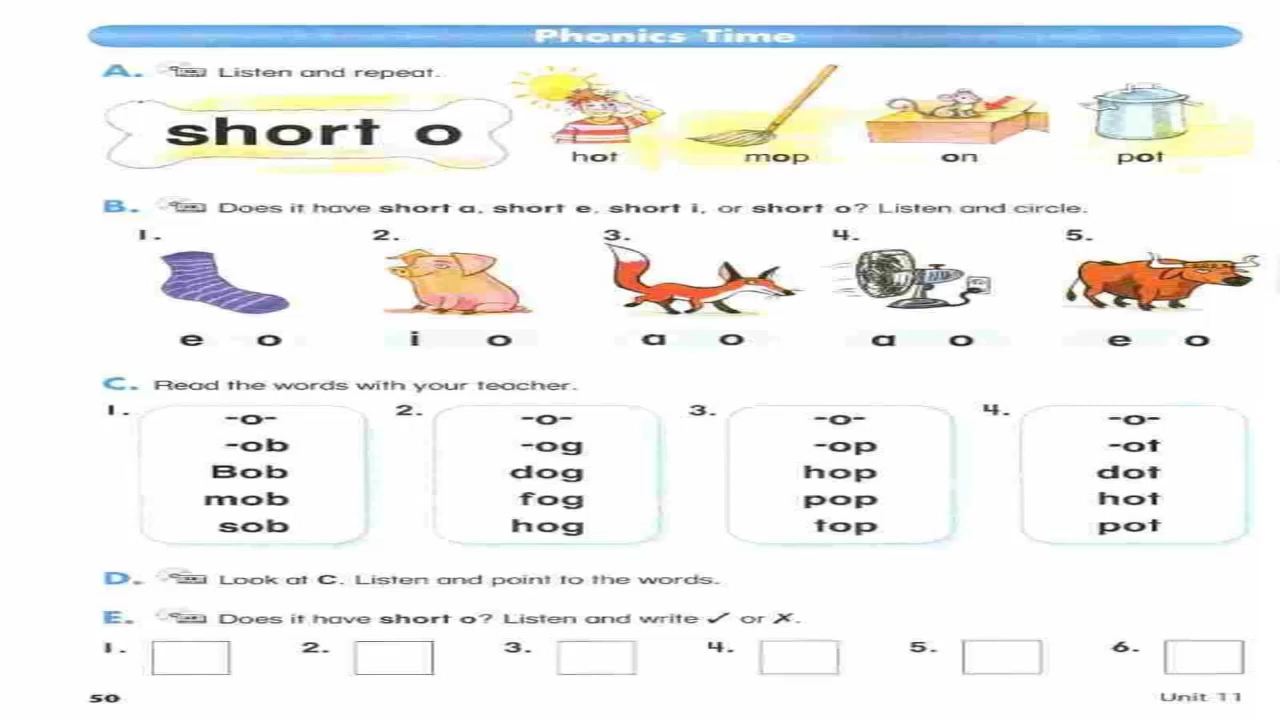 Phonics Time
A. Listen and repeat.
short o
hot mop on pot
B. Does it have short a, short e, short i, or short o? Listen and circle.
1. 2. 3. 4. 5.
e o i o a o a o e o
C. Read the words with your teacher.
1. 2. 3. 4.
-o- -o- -o- -o-
-ob -og -op -ot
Bob dog hop dot
mob fog pop hot
sob hog top pot
D. Look at C. Listen and point to the words.
E. Does it have short o? Listen and write ✓ or ✗.
1. 2. 3. 4. 5. 6.
50 Unit 11